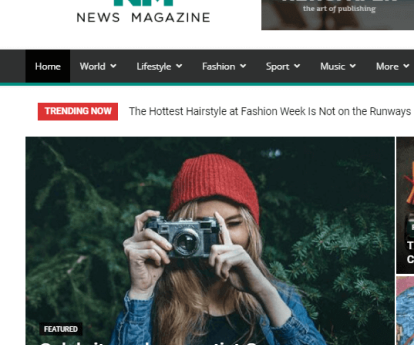 NEWS MAGAZINE
the art of publishing
Home World Lifestyle Fashion Sport Music More
TRENDING NOW The Hottest Hairstyle at Fashion Week Is Not on the Runways
FEATURED